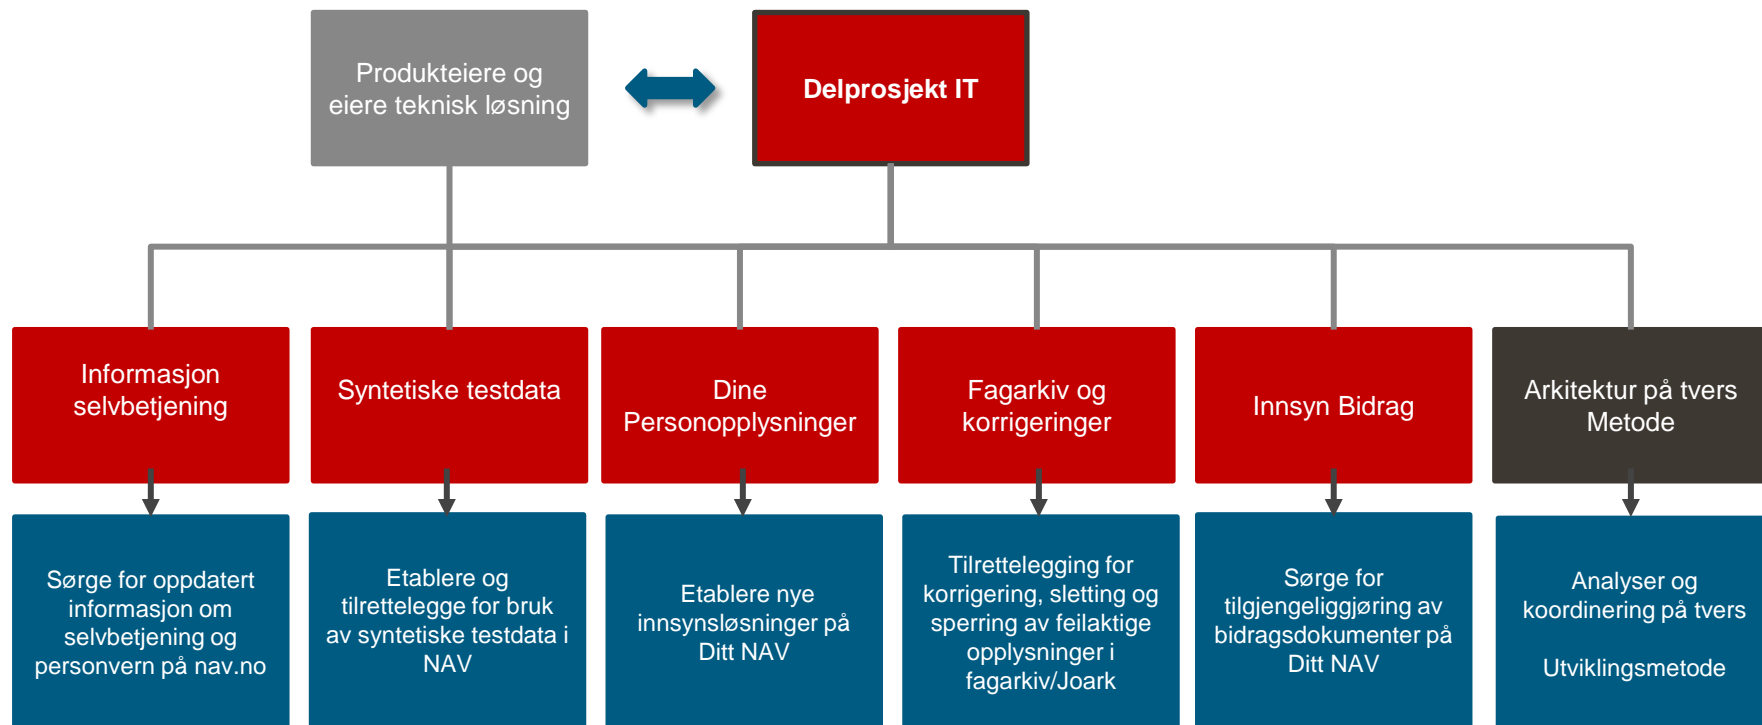 Produkteiere og
eiere teknisk løsning
Delprosjekt IT
Informasjon
selvbetjening
Syntetiske testdata
Dine
Personopplysninger
Fagarkiv og
korrigeringer
Innsyn Bidrag
Arkitektur på tvers
Metode
Sørge for oppdatert
informasjon om
selvbetjening og
personvern på nav.no
Etablere og
tilrettelegge for bruk
av syntetiske testdata i
NAV
Etablere nye
innsynsløsninger på
Ditt NAV
Tilrettelegging for
korrigering, sletting og
sperring av feilaktige
opplysninger i
fagarkiv/Joark
Sørge for
tilgjengeliggjøring av
bidragsdokumenter på
Ditt NAV
Analyser og
koordinering på tvers
Utviklingsmetode